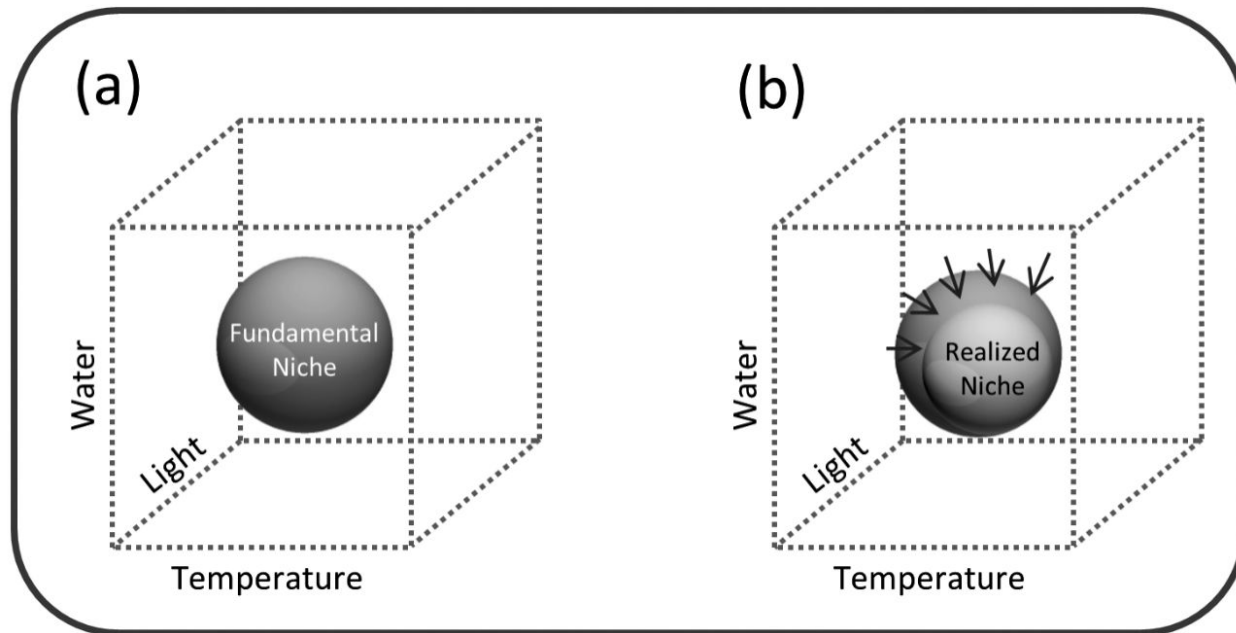 (a)
Fundamental
Niche
Water
Light
Temperature
(b)
Realized
Niche
Water
Light
Temperature